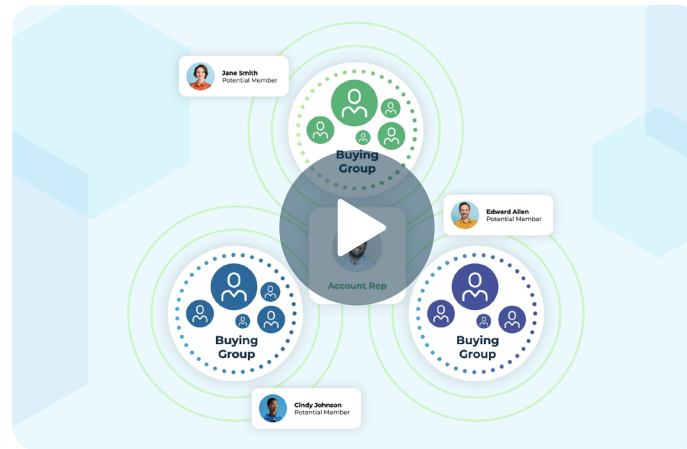 Jane Smith
Potential Member
Buying
Group
Edward Allen
Potential Member
Account Rep
Buying
Group
Buying
Group
Cindy Johnson
Potential Member